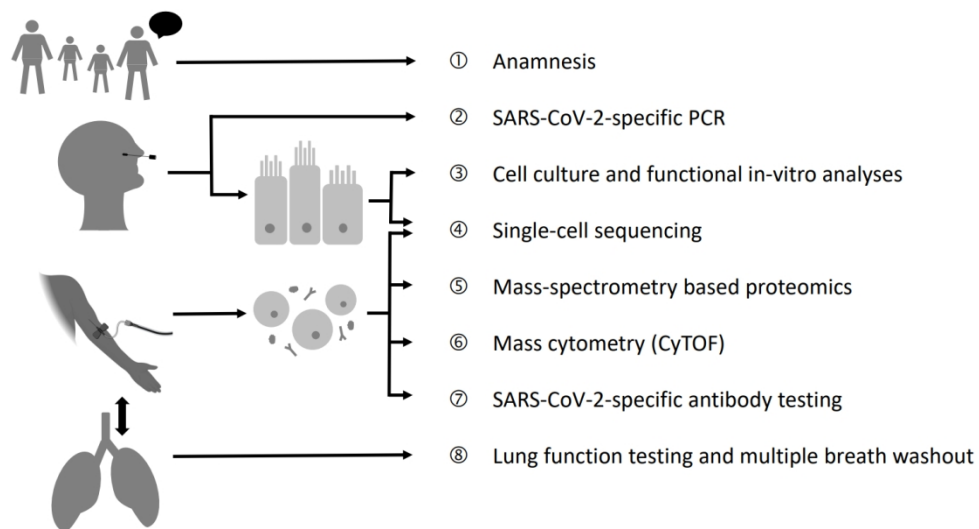 ① Anamnesis
② SARS-CoV-2-specific PCR
③ Cell culture and functional in-vitro analyses
④ Single-cell sequencing
⑤ Mass-spectrometry based proteomics
⑥ Mass cytometry (CyTOF)
⑦ SARS-CoV-2-specific antibody testing
⑧ Lung function testing and multiple breath washout